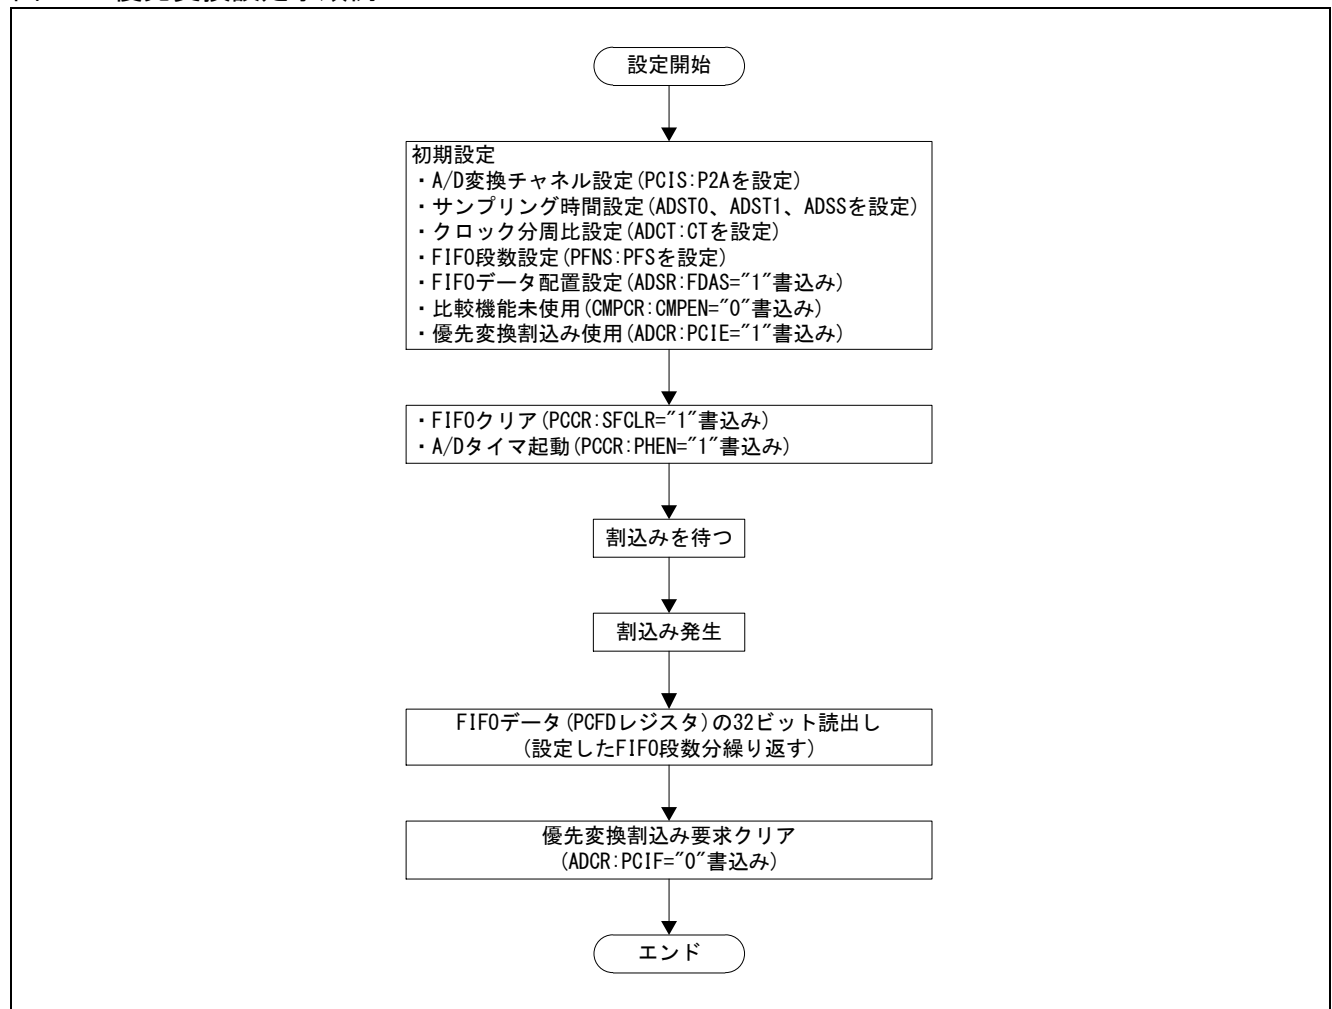 設定開始
初期設定
・A/D変換チャネル設定(PCIS:P2Aを設定)
・サンプリング時間設定(ADST0、ADST1、ADSSを設定)
・クロック分周比設定(ADCT:CTを設定)
・FIFO段数設定(PFNS:PFSを設定)
・FIFOデータ配置設定(ADSR:FDAS="1"書込み)
・比較機能未使用(CMPCR:CMPEN="0"書込み)
・優先変換割込み使用(ADCR:PCIE="1"書込み)
・FIFOクリア(PCCR:SFCLR="1"書込み)
・A/Dタイマ起動(PCCR:PHEN="1"書込み)
割込みを待つ
割込み発生
FIFOデータ(PCFDレジスタ)の32ビット読出し
(設定したFIFO段数分繰り返す)
優先変換割込み要求クリア
(ADCR:PCIF="0"書込み)
エンド